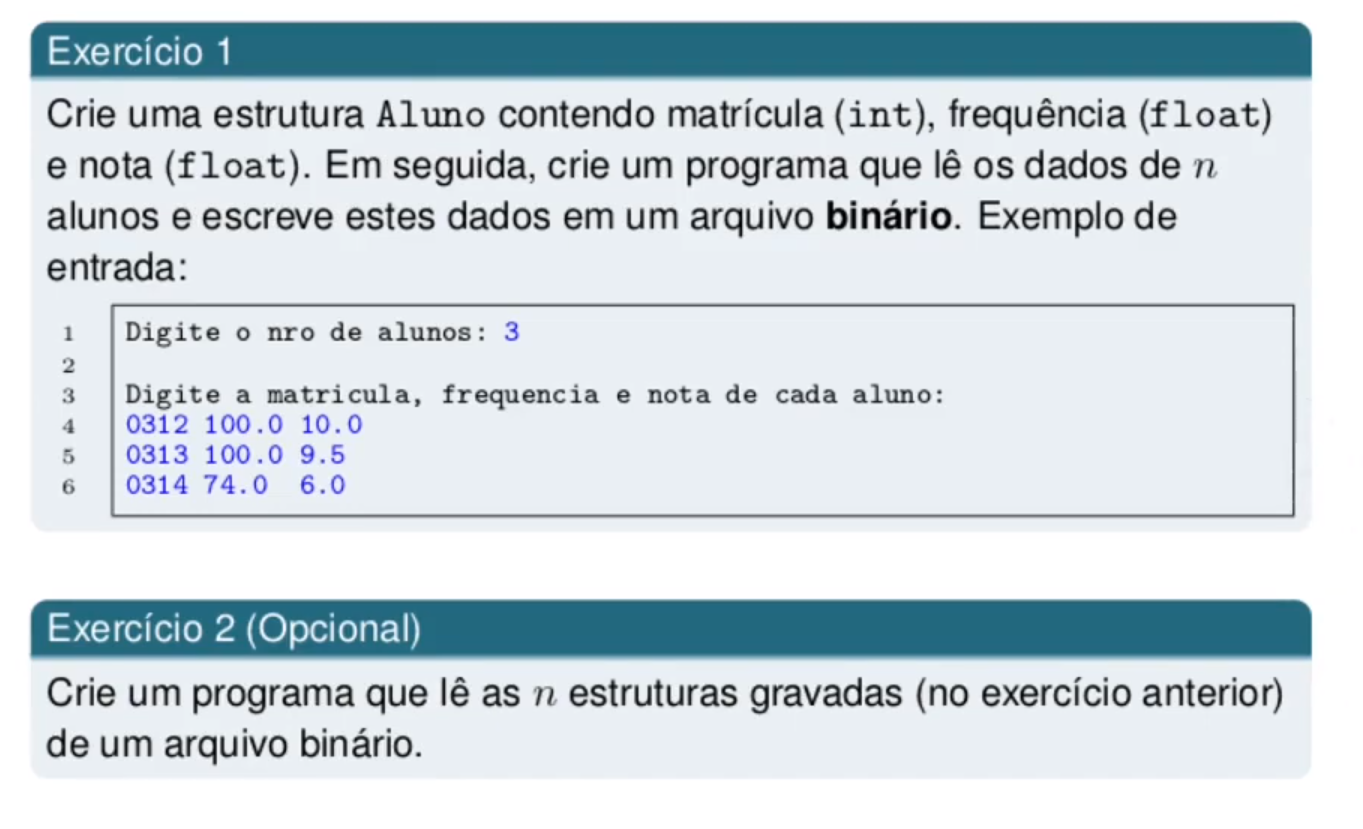 Exercício 1
Crie uma estrutura Aluno contendo matrícula (int), frequência (float)
e nota (float). Em seguida, crie um programa que lê os dados de n
alunos e escreve estes dados em um arquivo binário. Exemplo de
entrada:
1 Digite o nro de alunos: 3
2
3 Digite a matricula, frequencia e nota de cada aluno:
4 0312 100.0 10.0
5 0313 100.0 9.5
6 0314 74.0  6.0
Exercício 2 (Opcional)
Crie um programa que lê as n estruturas gravadas (no exercício anterior)
de um arquivo binário.